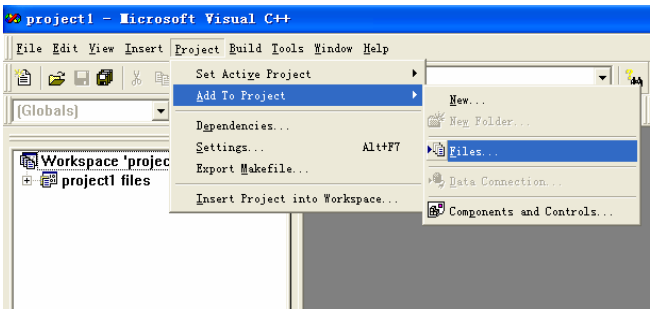 project1 - Microsoft Visual C++
File Edit View Insert Project Build Tools Window Help
Set Active Project
[Globals]
Add To Project
New...
New Folder...
Dependencies...
Settings... Alt+F7
Files...
Workspace 'projec
Export Makefile...
project1 files
Data Connection...
Insert Project into Workspace...
Components and Controls...